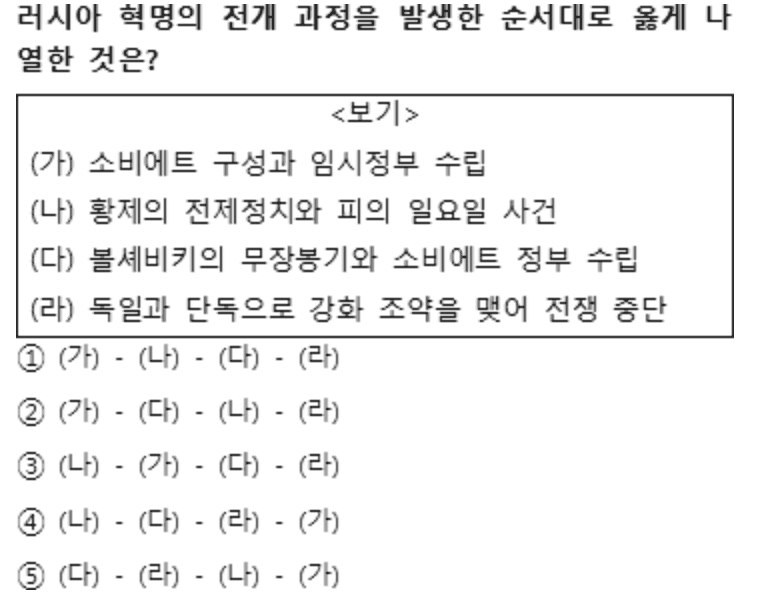 러시아 혁명의 전개 과정을 발생한 순서대로 옳게 나
열한 것은?
<보기>
(가) 소비에트 구성과 임시정부 수립
(나) 황제의 전제정치와 피의 일요일 사건
(다) 볼셰비키의 무장봉기와 소비에트 정부 수립
(라) 독일과 단독으로 강화 조약을 맺어 전쟁 중단
① (가) - (나) - (다) - (라)
② (가) - (다) - (나) - (라)
③ (나) - (가) - (다) - (라)
④ (나) - (다) - (라) - (가)
⑤ (다) - (라) - (나) - (가)